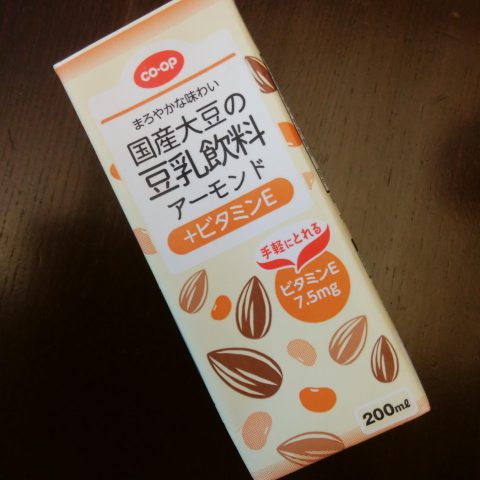 CO・OP
まろやかな味わい
国産大豆の
豆乳飲料
アーモンド
+ビタミンE
手軽にとれる
ビタミンE
7.5mg
200mℓ